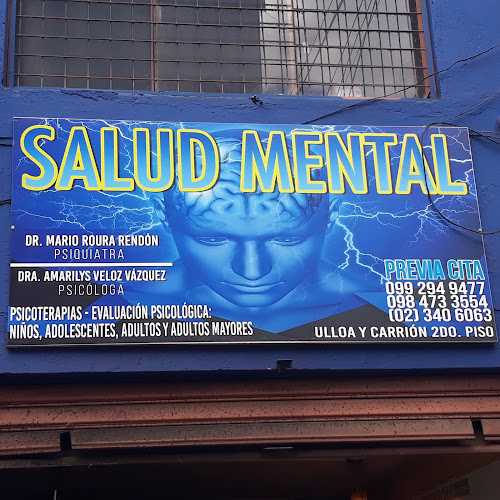 SALUD MENTAL
DR. MARIO ROURA RENDÓN
PSIQUIATRA
DRA. AMARILYS VELOZ VÁZQUEZ
PSICÓLOGA
PSICOTERAPIAS - EVALUACIÓN PSICOLÓGICA:
NIÑOS, ADOLESCENTES, ADULTOS Y ADULTOS MAYORES
PREVIA CITA
099 294 9477
098 473 3554
(02) 340 6063
ULLOA Y CARRIÓN 2DO. PISO